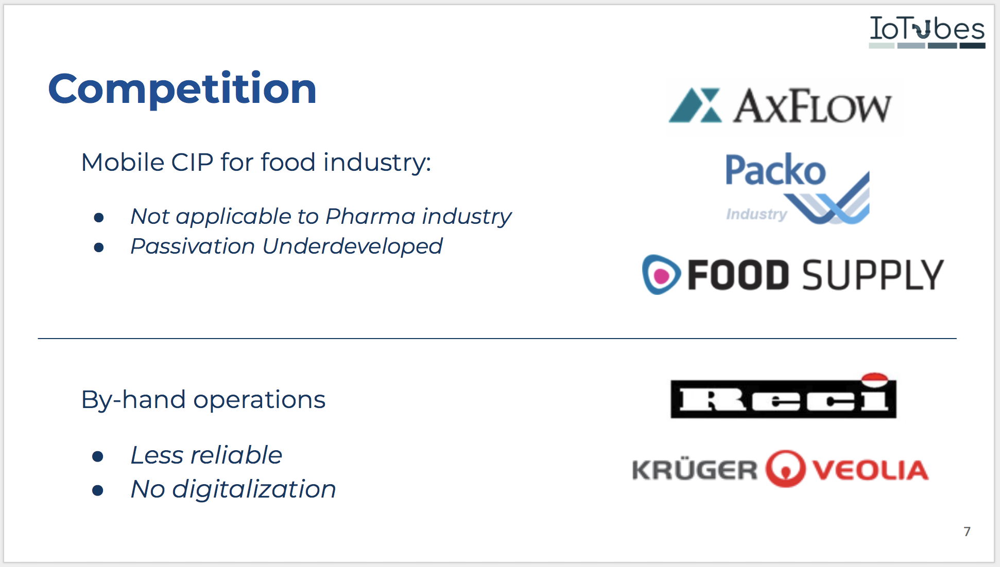 IoTubes
Competition
AxFlow
Mobile CIP for food industry:
Packo
Industry
● Not applicable to Pharma industry
● Passivation Underdeveloped
FOOD SUPPLY
By-hand operations
Rcci
● Less reliable
KRÜGER VEOLIA
● No digitalization
7